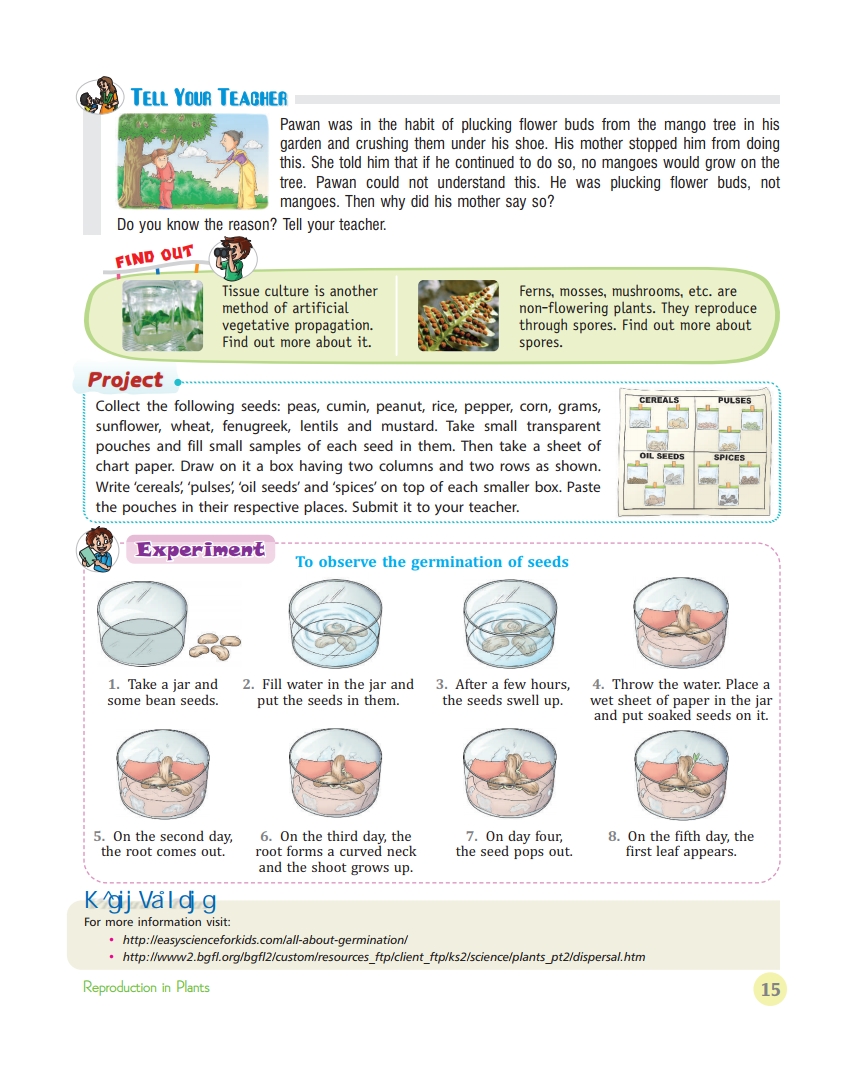 TELL YOUR TEACHER
Pawan was in the habit of plucking flower buds from the mango tree in his
garden and crushing them under his shoe. His mother stopped him from doing
this. She told him that if he continued to do so, no mangoes would grow on the
tree. Pawan could not understand this. He was plucking flower buds, not
mangoes. Then why did his mother say so?
Do you know the reason? Tell your teacher.
FIND OUT
Tissue culture is another
method of artificial
vegetative propagation.
Find out more about it.
Ferns, mosses, mushrooms, etc. are
non-flowering plants. They reproduce
through spores. Find out more about
spores.
Project
Collect the following seeds: peas, cumin, peanut, rice, pepper, corn, grams,
sunflower, wheat, fenugreek, lentils and mustard. Take small transparent
pouches and fill small samples of each seed in them. Then take a sheet of
chart paper. Draw on it a box having two columns and two rows as shown.
Write ‘cereals’, ‘pulses’, ‘oil seeds’ and ‘spices’ on top of each smaller box. Paste
the pouches in their respective places. Submit it to your teacher.
CEREALS PULSES
OIL SEEDS SPICES
Experiment
To observe the germination of seeds
1. Take a jar and
some bean seeds.
2. Fill water in the jar and
put the seeds in them.
3. After a few hours,
the seeds swell up.
4. Throw the water. Place a
wet sheet of paper in the jar
and put soaked seeds on it.
5. On the second day,
the root comes out.
6. On the third day, the
root forms a curved neck
and the shoot grows up.
7. On day four,
the seed pops out.
8. On the fifth day, the
first leaf appears.
K^gijVa˚Idjg
For more information visit:
• http://easyscienceforkids.com/all-about-germination/
• http://www2.bgfl.org/bgfl2/custom/resources_ftp/client_ftp/ks2/science/plants_pt2/dispersal.htm
Reproduction in Plants
15